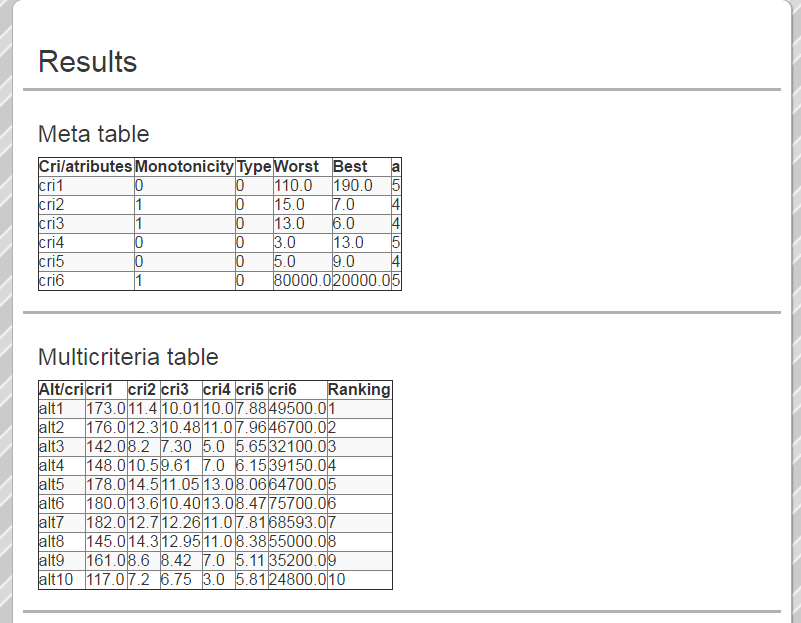 Results
Meta table
Cri/atributes Monotonicity Type Worst Best a
cri1 0 0 110.0 190.0 5
cri2 1 0 15.0 7.0 4
cri3 1 0 13.0 6.0 4
cri4 0 0 3.0 13.0 5
cri5 0 0 5.0 9.0 4
cri6 1 0 80000.0 20000.0 5
Multicriteria table
Alt/cri cri1 cri2 cri3 cri4 cri5 cri6 Ranking
alt1 173.0 11.4 10.01 10.0 7.88 49500.0 1
alt2 176.0 12.3 10.48 11.0 7.96 46700.0 2
alt3 142.0 8.2 7.30 5.0 5.65 32100.0 3
alt4 148.0 10.5 9.61 7.0 6.15 39150.0 4
alt5 178.0 14.5 11.05 13.0 8.06 64700.0 5
alt6 180.0 13.6 10.40 13.0 8.47 75700.0 6
alt7 182.0 12.7 12.26 11.0 7.81 68593.0 7
alt8 145.0 14.3 12.95 11.0 8.38 55000.0 8
alt9 161.0 8.6 8.42 7.0 5.11 35200.0 9
alt10 117.0 7.2 6.75 3.0 5.81 24800.0 10